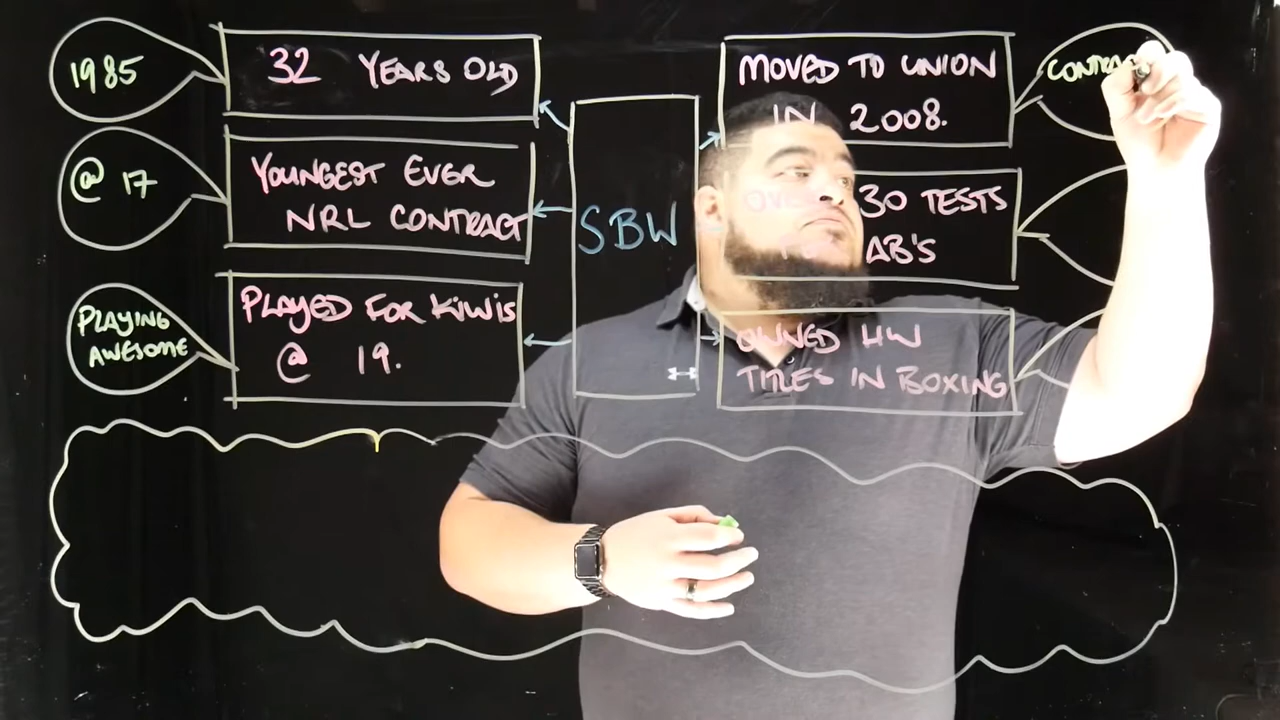 1985
32 YEARS OLD
@ 17
YOUNGEST EVER
NRL CONTRACT
PLAYING
AWESOME
PLAYED FOR KIWIS
@ 19.
SBW
MOVED TO UNION
IN 2008.
30 TESTS
AB'S
OWNED HW
TITLES IN BOXING